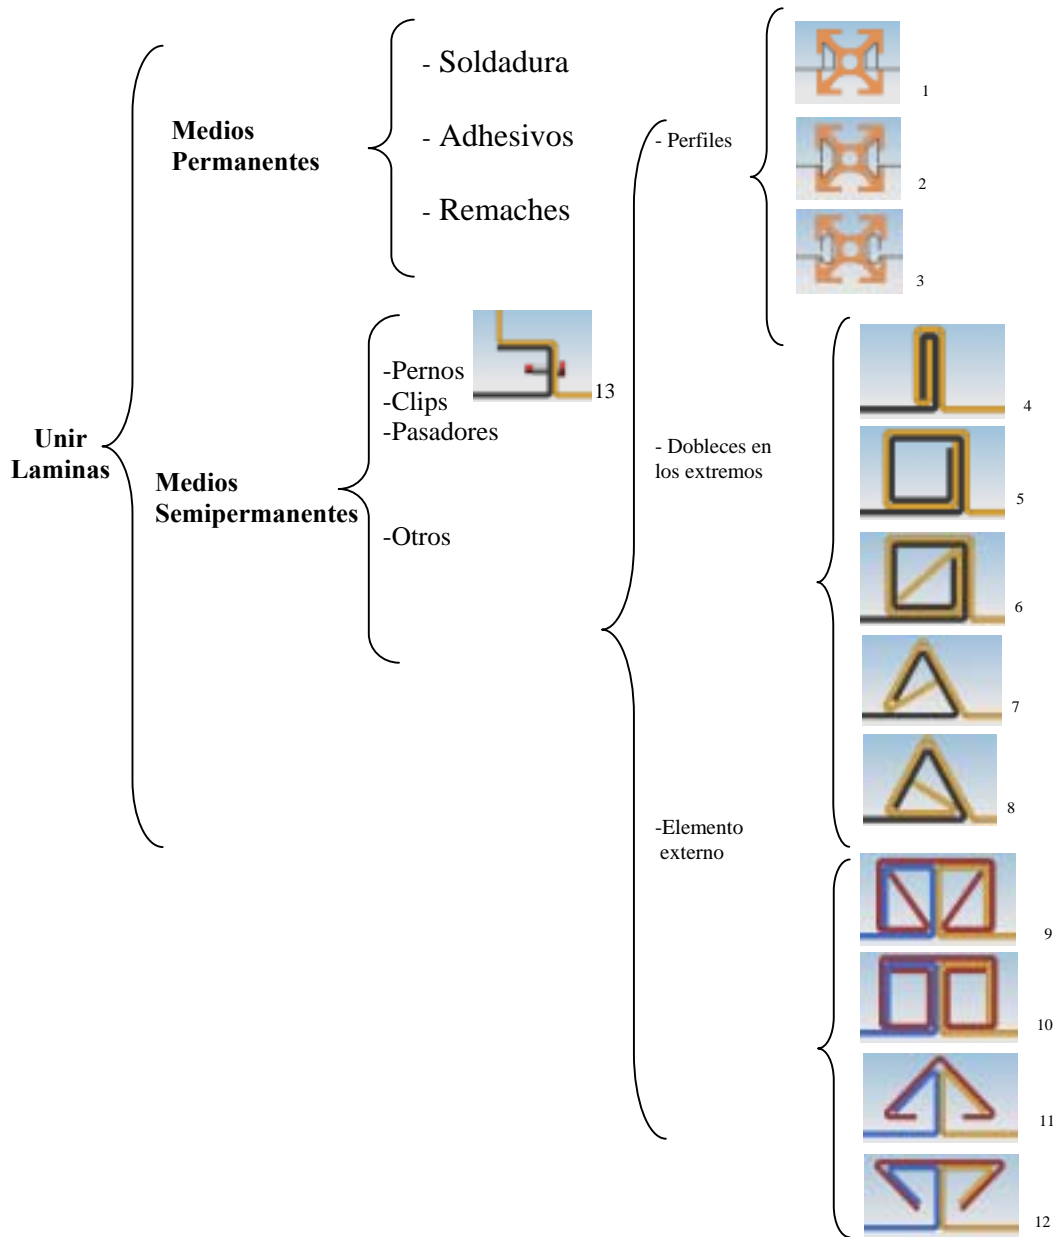 Unir
Laminas
Medios
Permanentes
- Soldadura
- Adhesivos
- Remaches
Medios
Semipermanentes
-Pernos
-Clips
-Pasadores
-Otros
13
- Perfiles
1
2
3
- Dobleces en
los extremos
4
5
6
7
8
-Elemento
externo
9
10
11
12